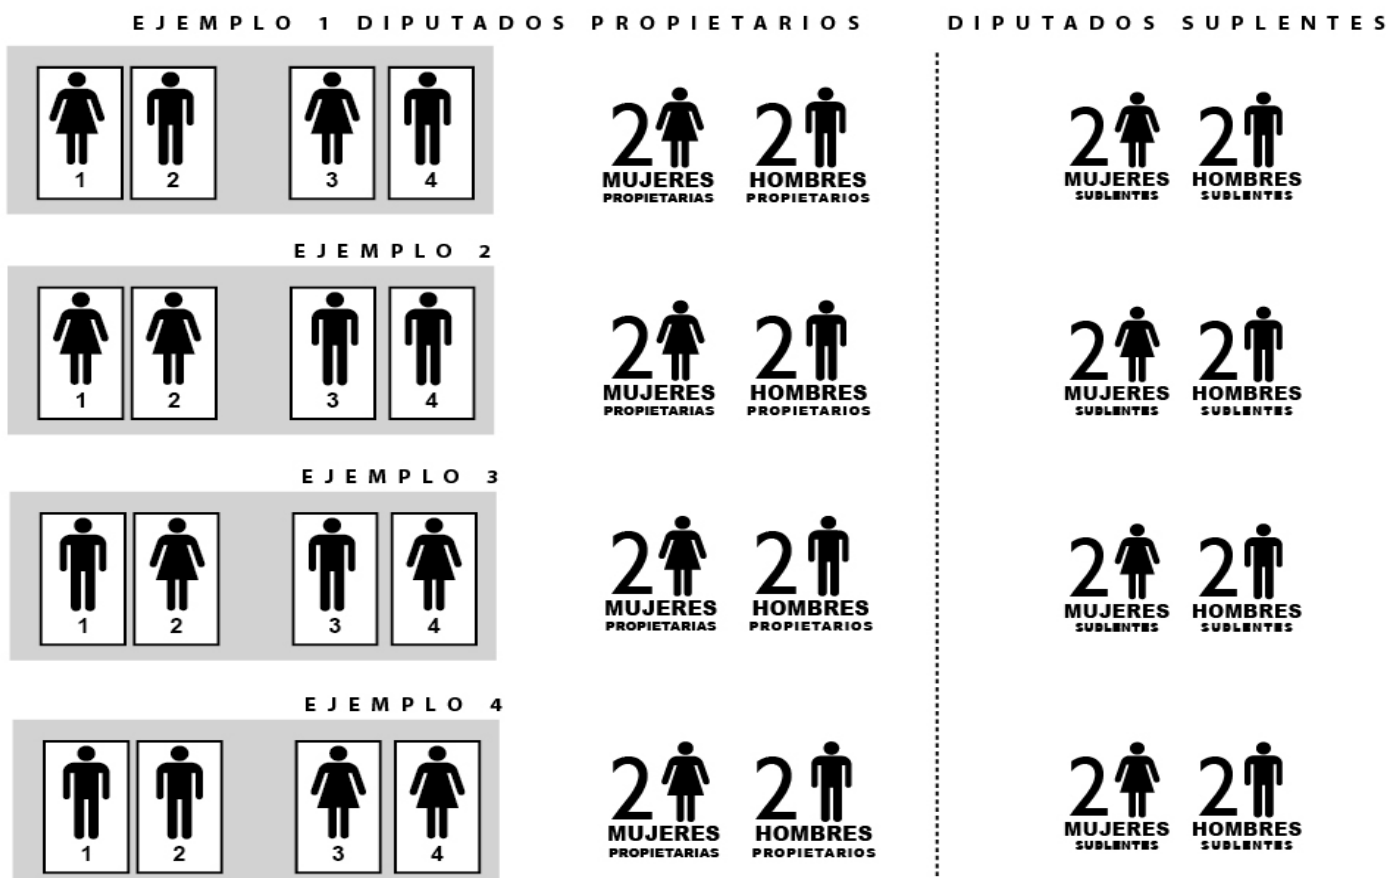 EJEMPLO 1 DIPUTADOS PROPIETARIOS DIPUTADOS SUPLENTES
1 2 3 4
2 2 2 2
MUJERES HOMBRES MUJERES HOMBRES
PROPIETARIAS PROPIETARIOS
EJEMPLO 2
1 2 3 4
2 2 2 2
MUJERES HOMBRES MUJERES HOMBRES
PROPIETARIAS PROPIETARIOS
EJEMPLO 3
1 2 3 4
2 2 2 2
MUJERES HOMBRES MUJERES HOMBRES
PROPIETARIAS PROPIETARIOS
EJEMPLO 4
1 2 3 4
2 2 2 2
MUJERES HOMBRES MUJERES HOMBRES
PROPIETARIAS PROPIETARIOS